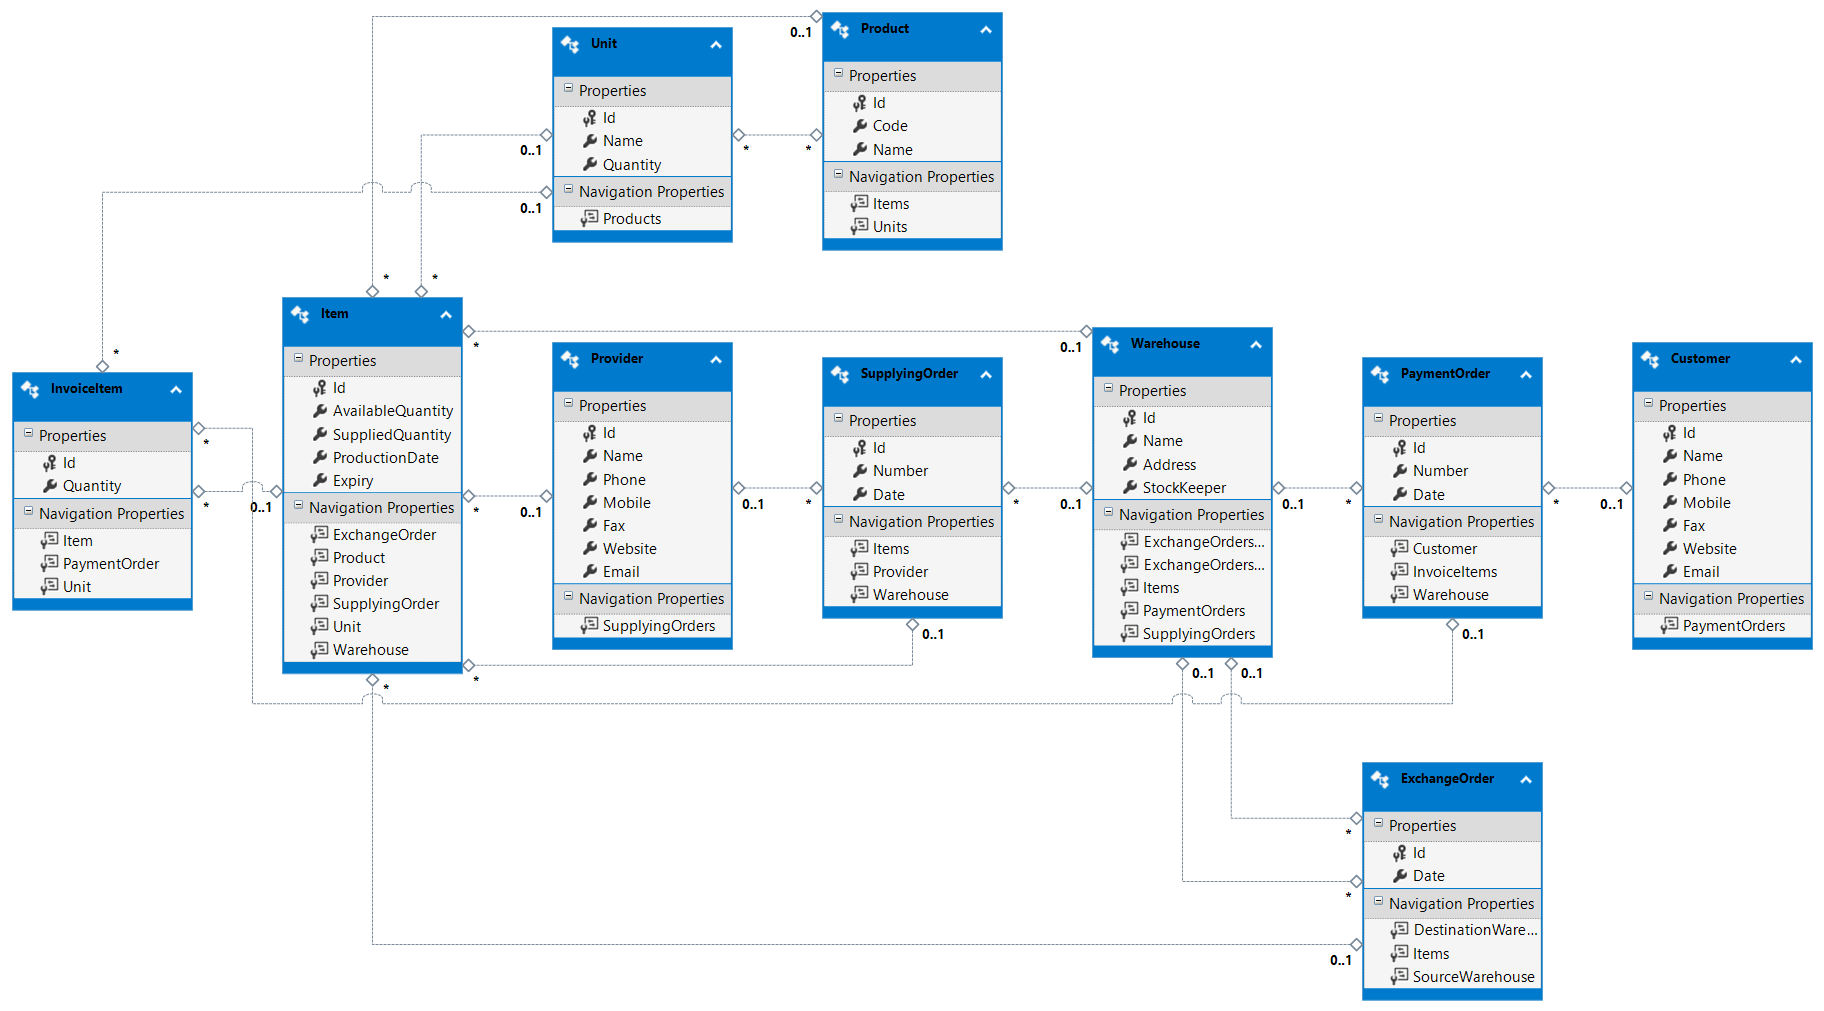 Unit
Properties
Id
Name
Quantity
Navigation Properties
Products
Product
Properties
Id
Code
Name
Navigation Properties
Items
Units
0..1
0..1
0..1
*
*
*
*
*
InvoiceItem
Properties
Id
Quantity
Navigation Properties
Item
PaymentOrder
Unit
*
*
0..1
Item
Properties
Id
AvailableQuantity
SuppliedQuantity
ProductionDate
Expiry
Navigation Properties
ExchangeOrder
Product
Provider
SupplyingOrder
Unit
Warehouse
*
*
*
*
0..1
0..1
Provider
Properties
Id
Name
Phone
Mobile
Fax
Website
Email
Navigation Properties
SupplyingOrders
0..1
*
SupplyingOrder
Properties
Id
Number
Date
Navigation Properties
Items
Provider
Warehouse
0..1
*
0..1
Warehouse
Properties
Id
Name
Address
StockKeeper
Navigation Properties
ExchangeOrders...
ExchangeOrders...
Items
PaymentOrders
SupplyingOrders
0..1
0..1
0..1
*
PaymentOrder
Properties
Id
Number
Date
Navigation Properties
Customer
InvoiceItems
Warehouse
0..1
*
0..1
Customer
Properties
Id
Name
Phone
Mobile
Fax
Website
Email
Navigation Properties
PaymentOrders
ExchangeOrder
Properties
Id
Date
Navigation Properties
DestinationWare...
Items
SourceWarehouse
*
*
0..1